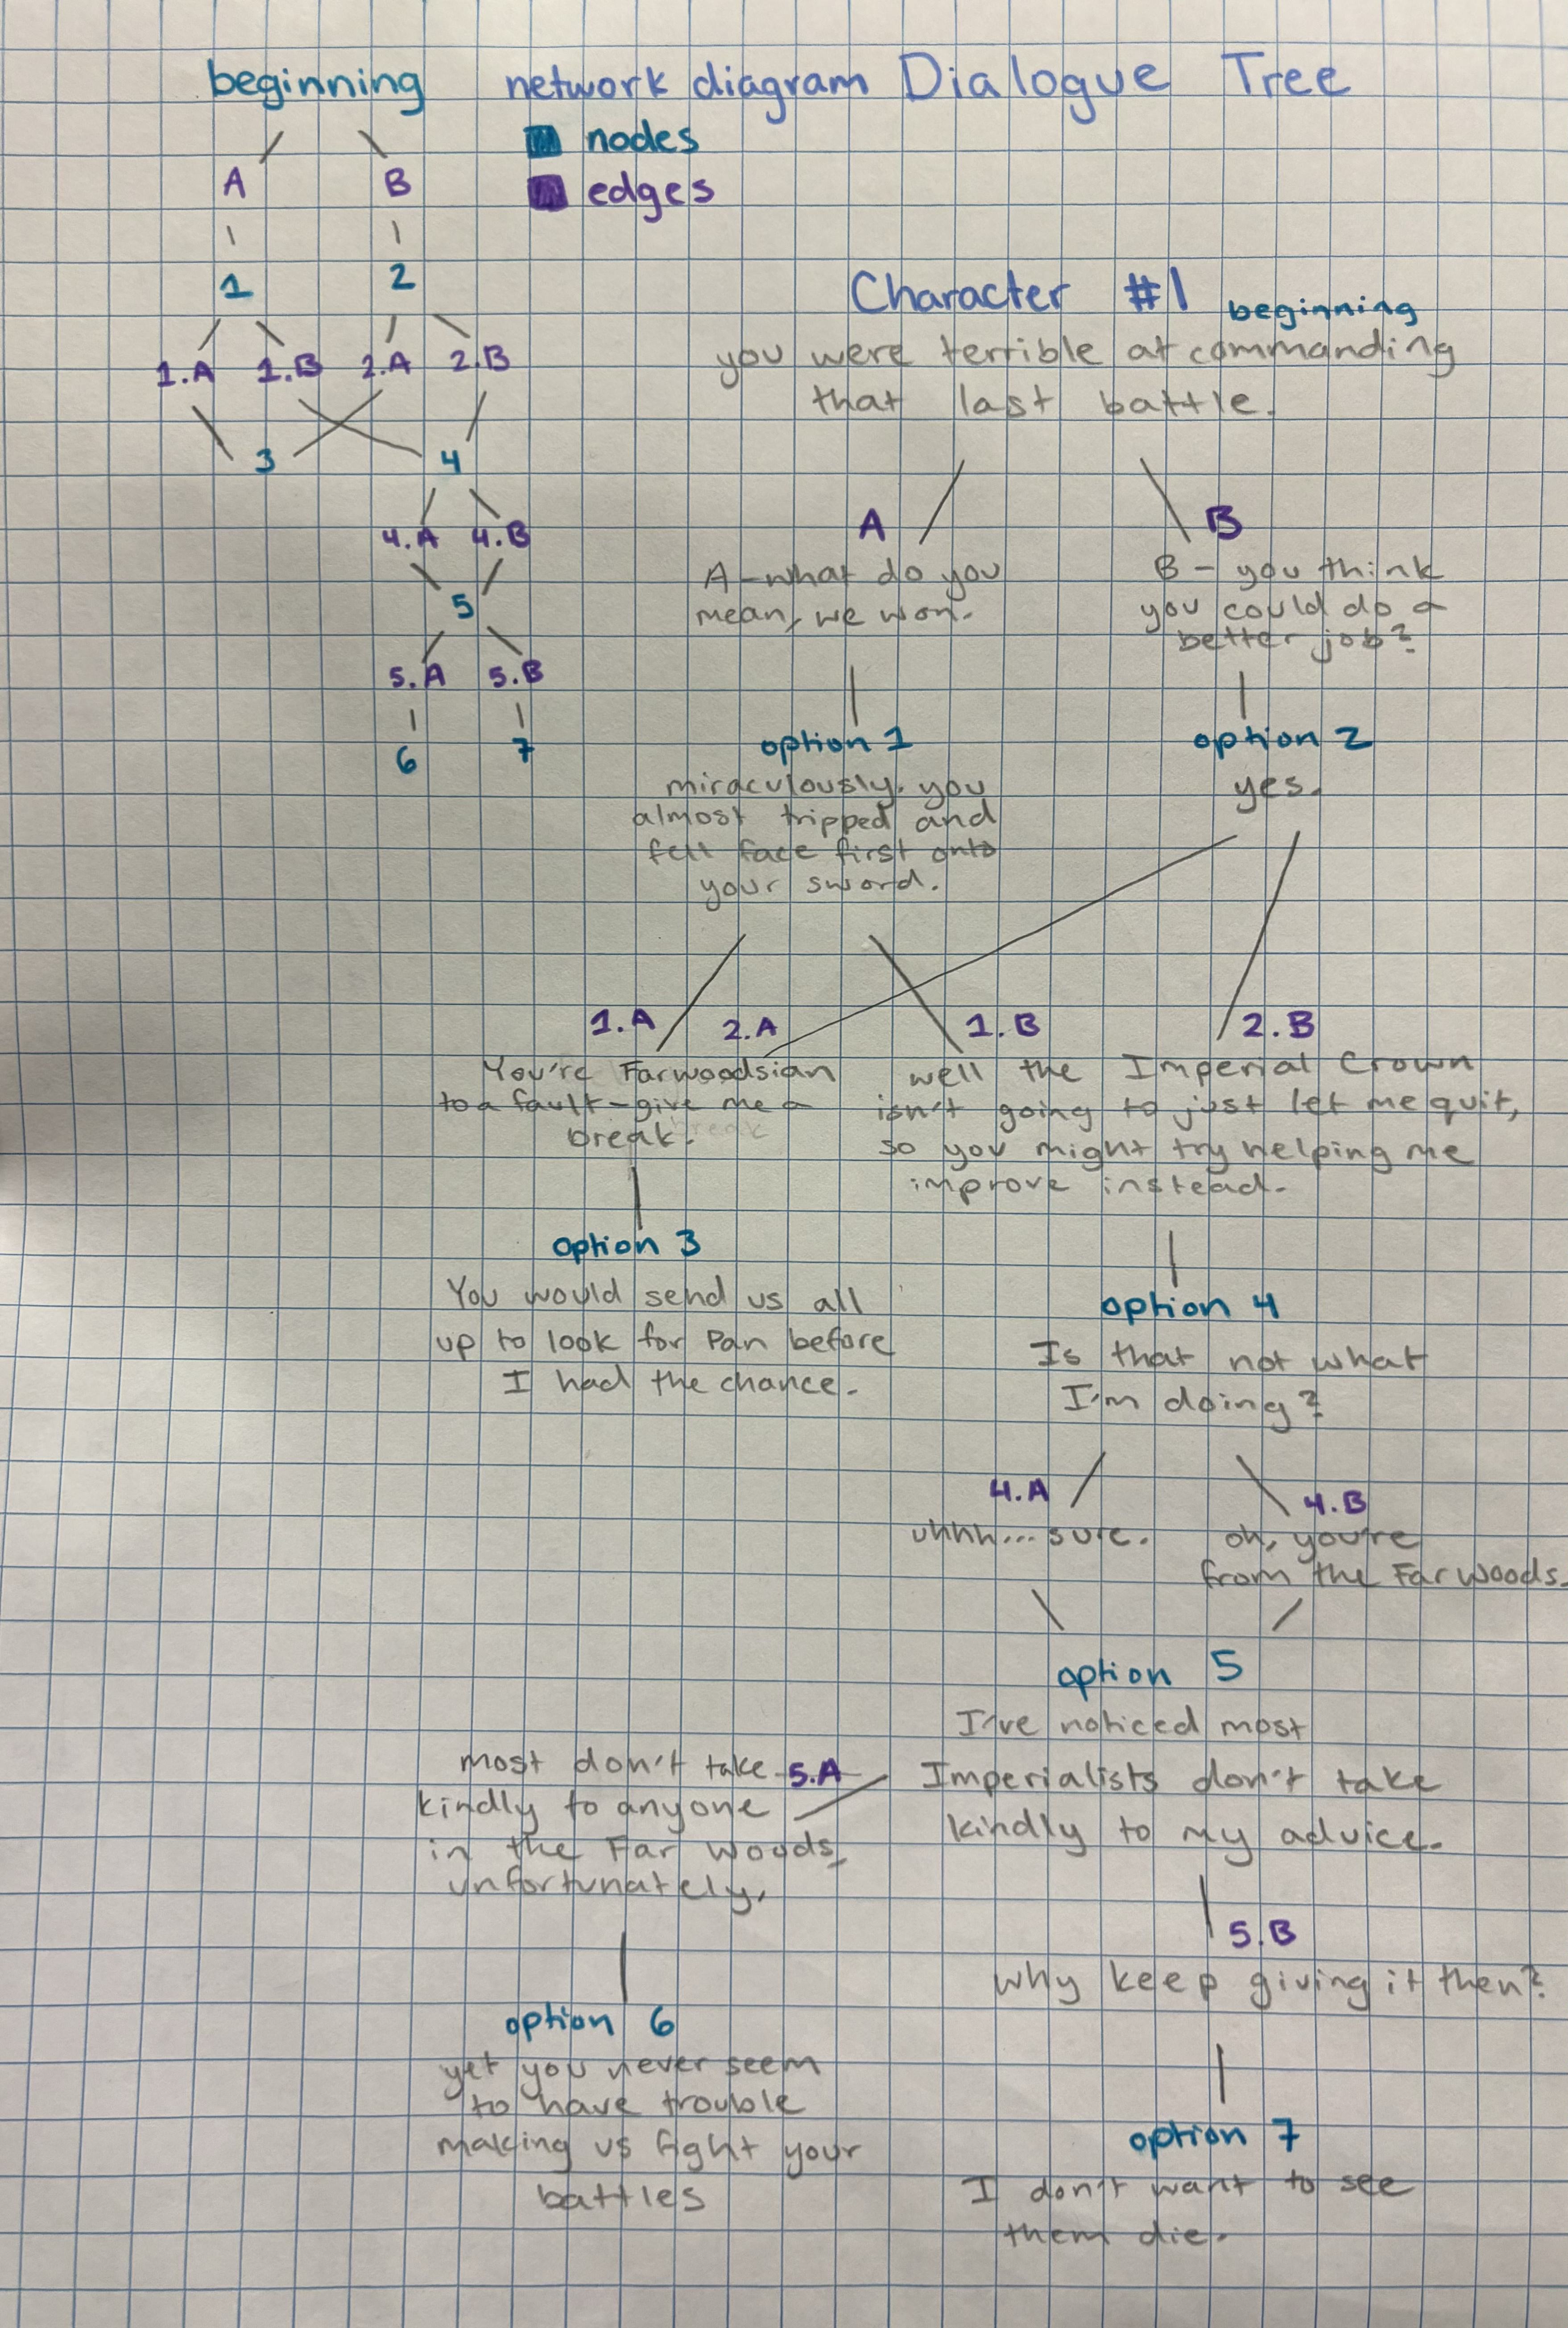 beginning
network diagram Dialogue Tree
nodes
edges
A B
1 2
1.A 1.B 2.A 2.B
3 4
4.A 4.B
5
5.A 5.B
6 7
Character #1
beginning
you were terrible at commanding
that last battle.
A
A-what do you
mean, we won.
B
B - you think
you could do a
better job?
option 1
miraculously. you
almost tripped and
fell face first onto
your sword.
option 2
yes.
1.A 2.A
You're Farwoodsian
to a fault - give me a
break. break
1.B 2.B
well the Imperial Crown
isn't going to just let me quit,
so you might try helping me
improve instead.
option 3
You would send us all
up to look for Pan before
I had the chance.
option 4
Is that not what
I'm doing?
4.A
uhhh... sure.
4.B
oh, you're
from the Far Woods.
option 5
I've noticed most
Imperialists don't take
kindly to my advice.
5.A
most don't take
kindly to anyone
in the Far Woods,
unfortunately,
5.B
why keep giving it then?
option 6
yet you never seem
to have trouble
making us fight your
battles
option 7
I don't want to see
them die.